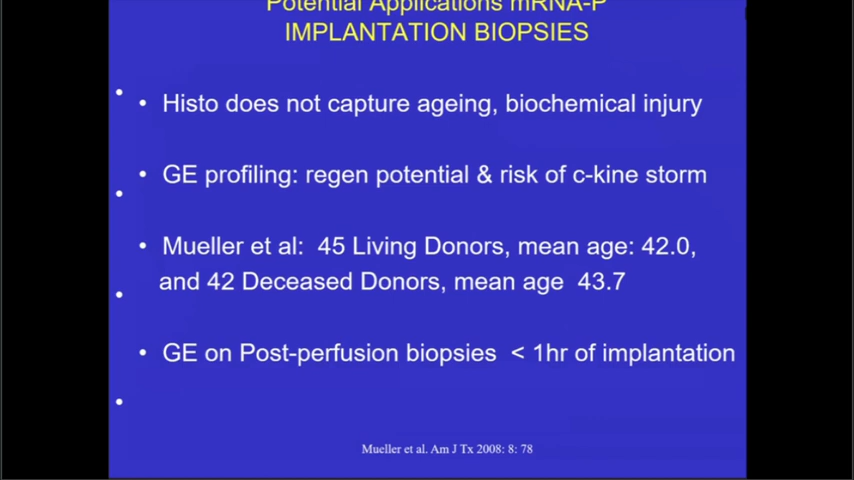 Potential Applications mRNA-P
IMPLANTATION BIOPSIES
• Histo does not capture ageing, biochemical injury
• GE profiling: regen potential & risk of c-kine storm
• Mueller et al: 45 Living Donors, mean age: 42.0,
and 42 Deceased Donors, mean age 43.7
• GE on Post-perfusion biopsies < 1hr of implantation
Mueller et al. Am J Tx 2008: 8: 78